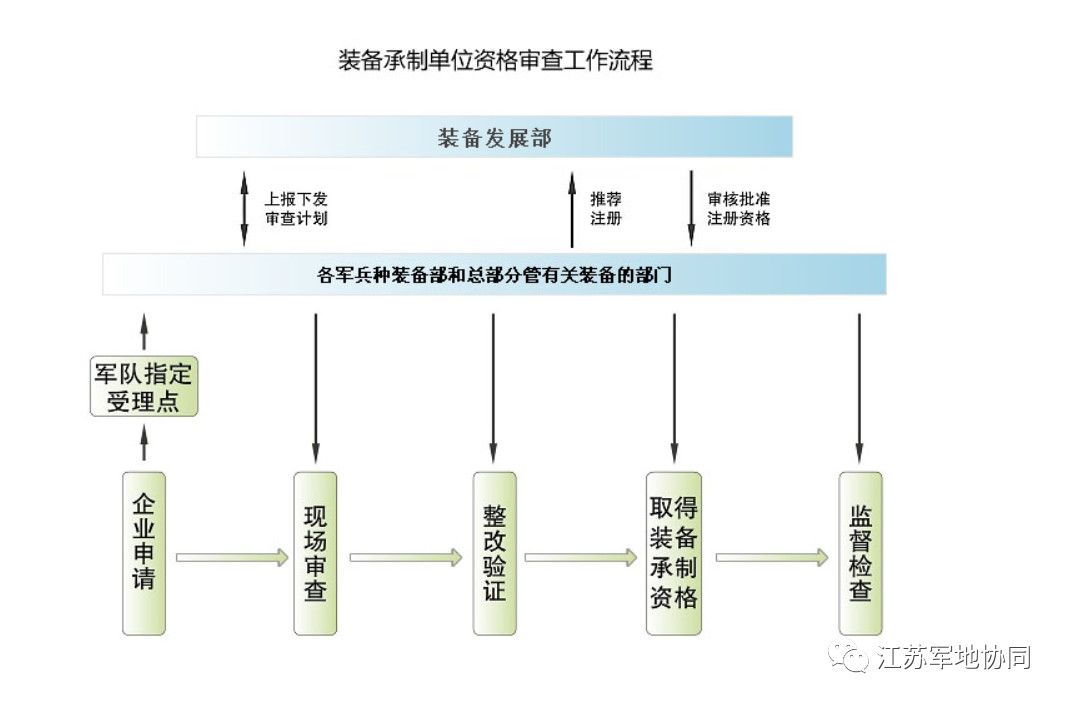 装备承制单位资格审查工作流程
装备发展部
上报下发
审查计划
推荐
注册
审核批准
注册资格
各军兵种装备部和总部分管有关装备的部门
军队指定
受理点
企业申请
现场审查
整改验证
取得
装备
承制
资格
监督检查
江苏军地协同